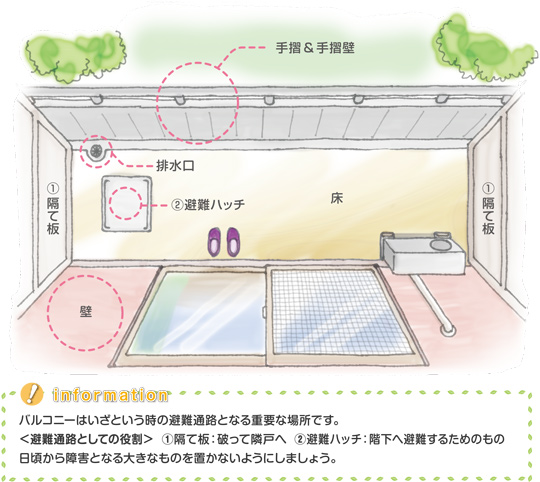 手摺＆手摺壁
排水口
①隔て板
②避難ハッチ
床
①隔て板
壁
! information
バルコニーはいざという時の避難通路となる重要な場所です。
＜避難通路としての役割＞ ①隔て板：破って隣戸へ ②避難ハッチ：階下へ避難するためのもの
日頃から障害となる大きなものを置かないようにしましょう。